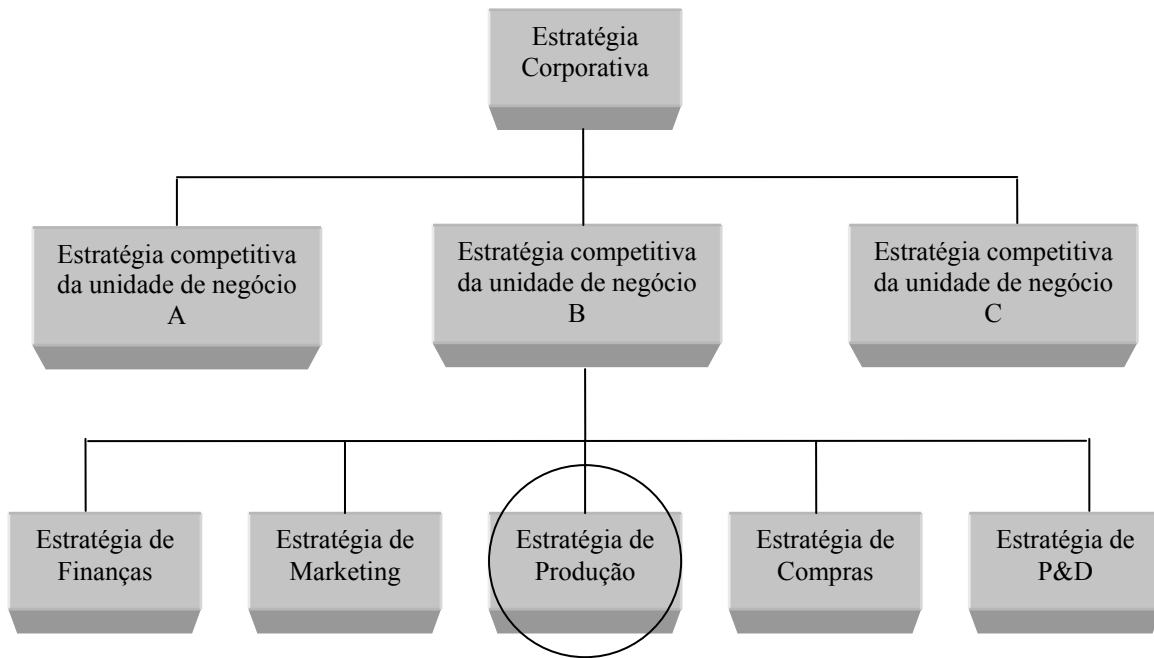 Estratégia
Corporativa
Estratégia competitiva
da unidade de negócio
A
Estratégia competitiva
da unidade de negócio
B
Estratégia competitiva
da unidade de negócio
C
Estratégia de
Finanças
Estratégia de
Marketing
Estratégia de
Produção
Estratégia de
Compras
Estratégia de
P&D